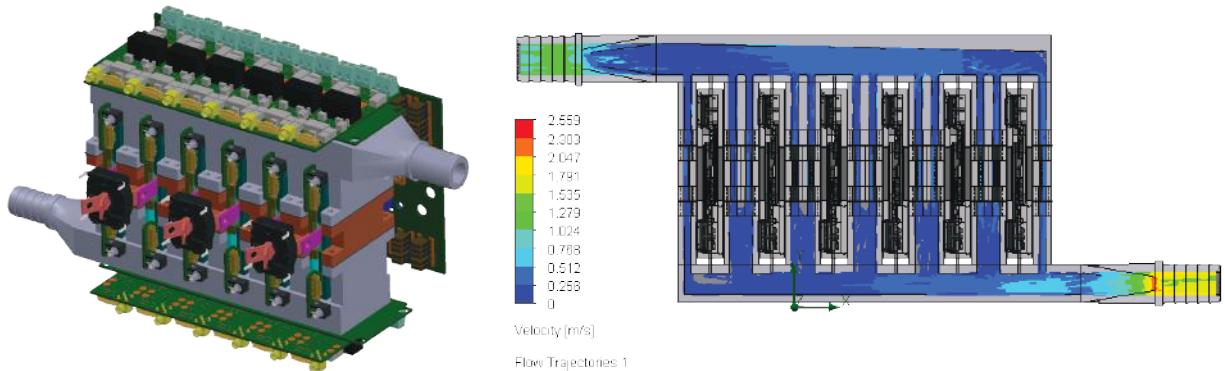 2.559
2.303
2.047
1.791
1.535
1.279
1.024
0.768
0.512
0.256
0
Velocity [m/s]
Flow Trajectories 1
Y
Z
X